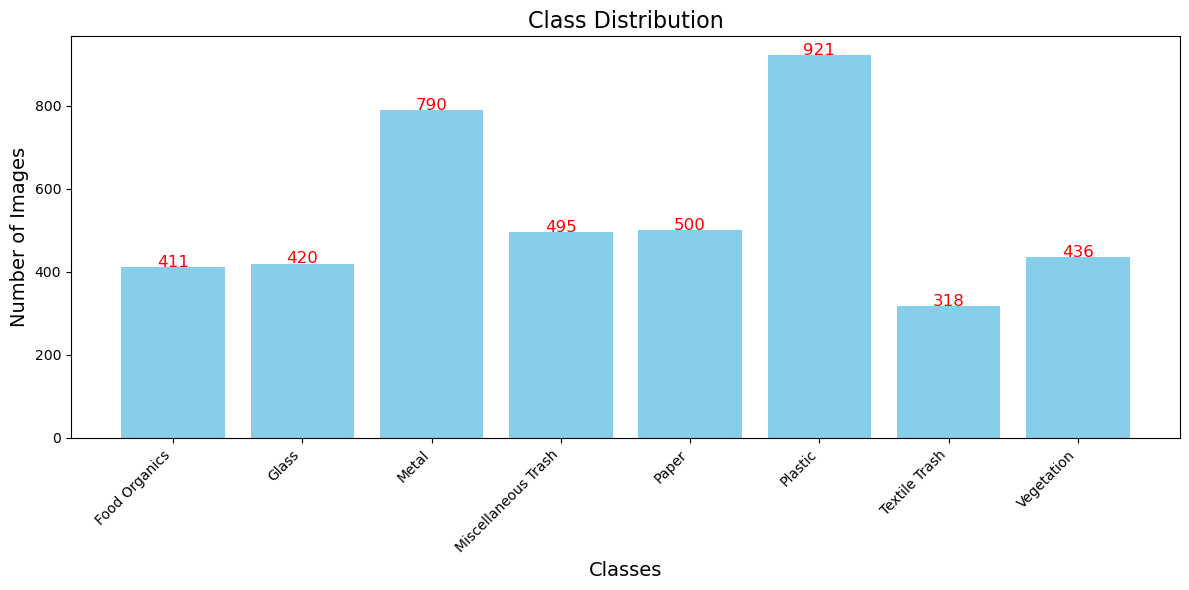 Class Distribution
Number of Images
800
600
400
200
0
411
420
790
495
500
921
318
436
Food Organics
Glass
Metal
Miscellaneous Trash
Paper
Plastic
Textile Trash
Vegetation
Classes